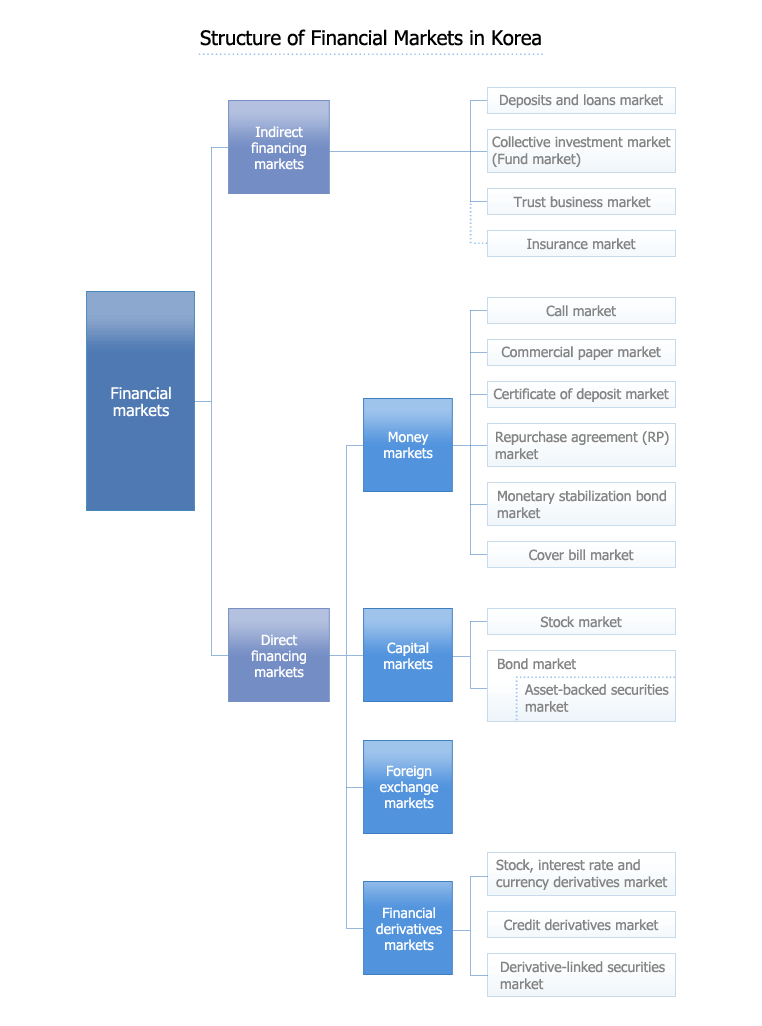 Structure of Financial Markets in Korea
Financial
markets
Indirect
financing
markets
Deposits and loans market
Collective investment market
(Fund market)
Trust business market
Insurance market
Direct
financing
markets
Money
markets
Call market
Commercial paper market
Certificate of deposit market
Repurchase agreement (RP)
market
Monetary stabilization bond
market
Cover bill market
Capital
markets
Stock market
Bond market
Asset-backed securities
market
Foreign
exchange
markets
Financial
derivatives
markets
Stock, interest rate and
currency derivatives market
Credit derivatives market
Derivative-linked securities
market